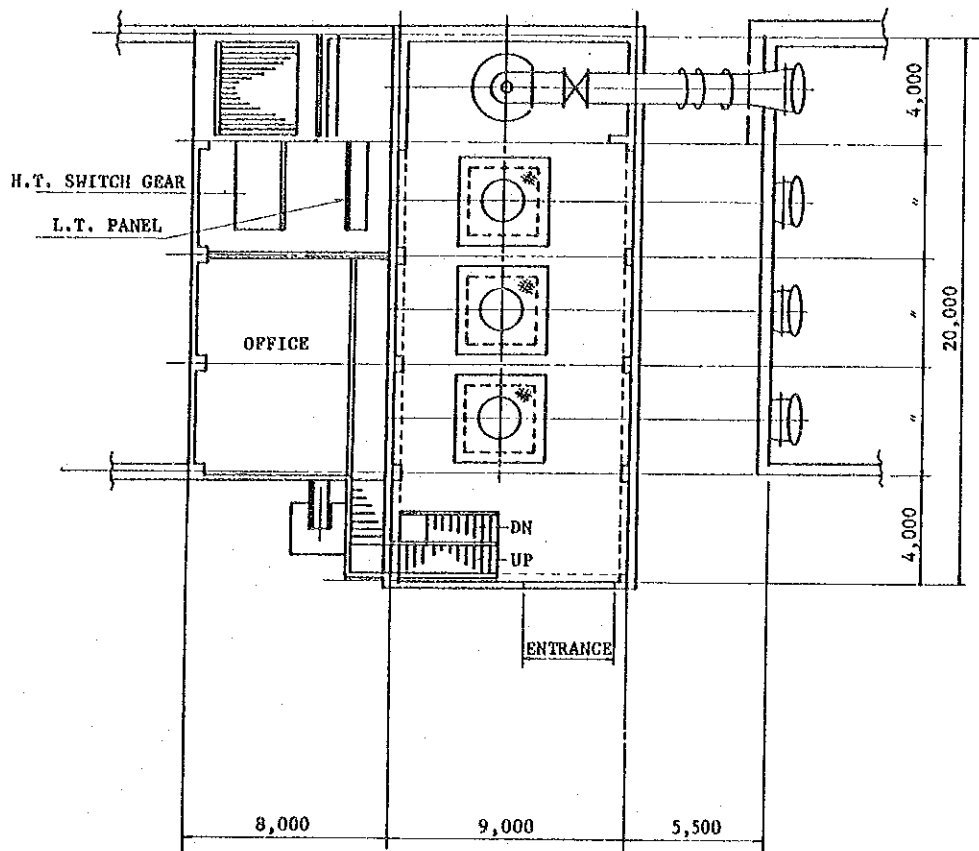 4,000
H.T. SWITCH GEAR
L.T. PANEL
"
"
20,000
OFFICE
"
4,000
DN
UP
ENTRANCE
8,000
9,000
5,500